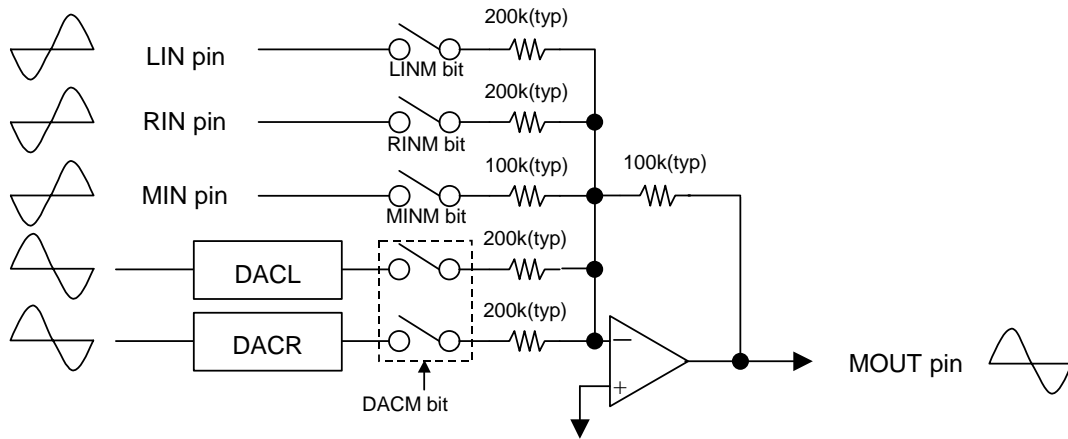 200k(typ)
LIN pin
LINM bit
200k(typ)
RIN pin
RINM bit
100k(typ)
100k(typ)
MIN pin
MINM bit
200k(typ)
DACL
200k(typ)
DACR
−
+
MOUT pin
DACM bit